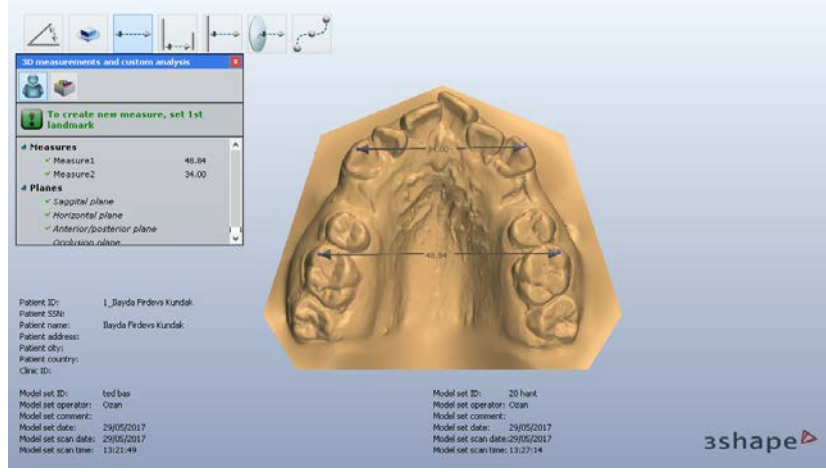 3D measurements and custom analysis
To create new measure, set 1st
landmark
Measures
Measure1 48.84
Measure2 34.00
Planes
Saggital plane
Horizontal plane
Anterior/posterior plane
Occlusion plane
34.00
48.84
Patient ID: 1_Ilayda Firdevs Kundak
Patient SSN:
Patient name: Ilayda Firdevs Kundak
Patient address:
Patient city:
Patient country:
Clinic ID:
Model set ID: ted bas
Model set operator: Ozan
Model set comment:
Model set date: 29/05/2017
Model set scan date: 29/05/2017
Model set scan time: 13:21:49
Model set ID: 20 hant
Model set operator: Ozan
Model set comment:
Model set date: 29/05/2017
Model set scan date: 29/05/2017
Model set scan time: 13:27:14
3shape